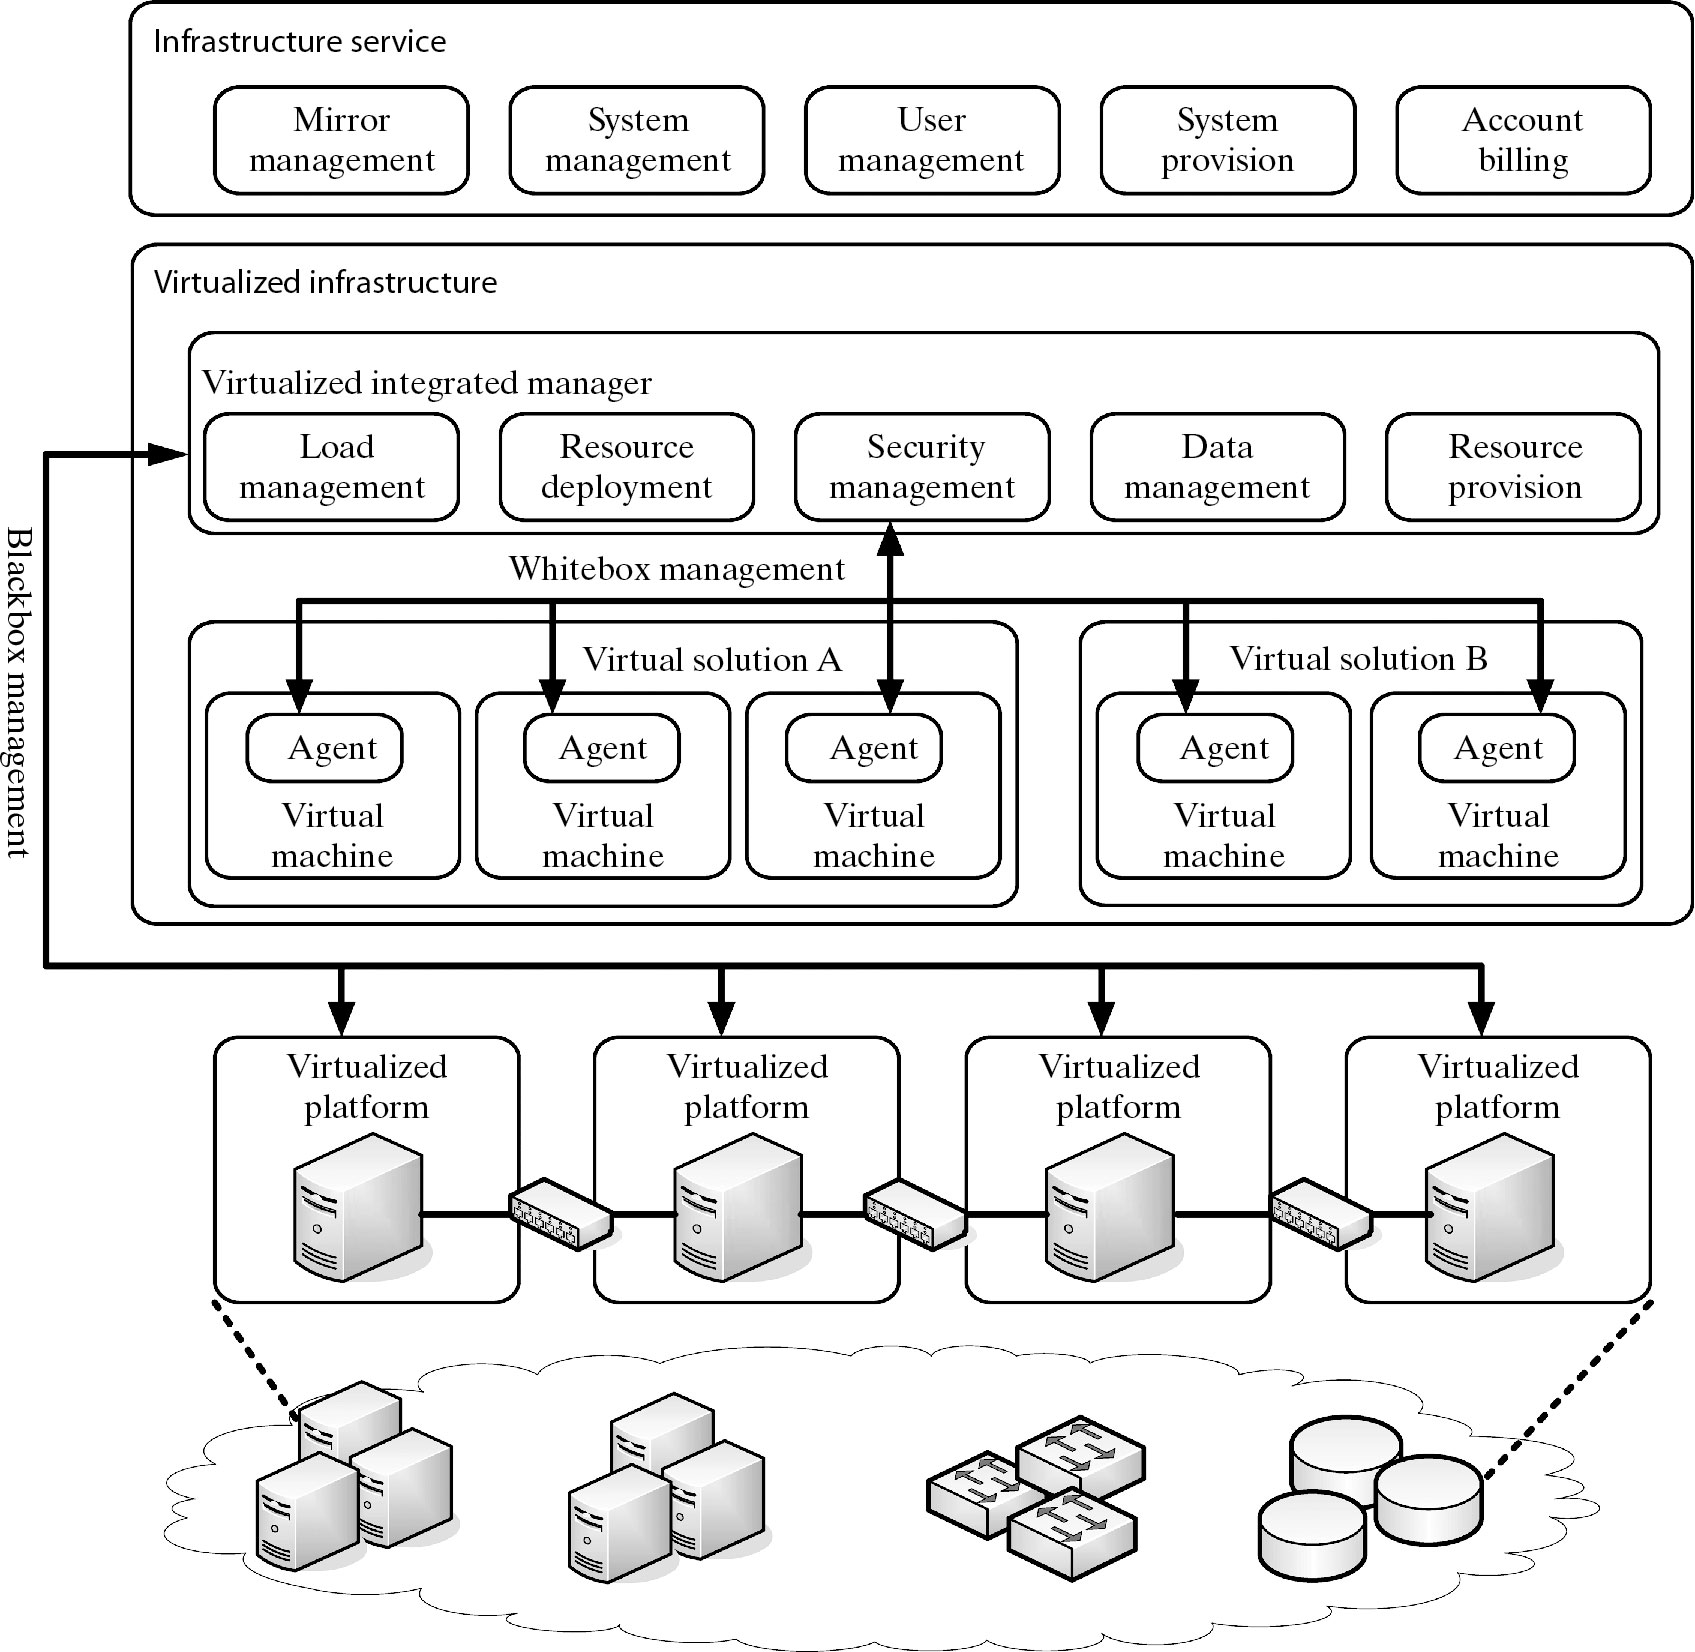 Infrastructure service
Mirror
management
System
management
User
management
System
provision
Account
billing
Virtualized infrastructure
Virtualized integrated manager
Load
management
Resource
deployment
Security
management
Data
management
Resource
provision
Blackbox management
Whitebox management
Virtual solution A
Agent
Virtual
machine
Agent
Virtual
machine
Agent
Virtual
machine
Virtual solution B
Agent
Virtual
machine
Agent
Virtual
machine
Virtualized
platform
Virtualized
platform
Virtualized
platform
Virtualized
platform